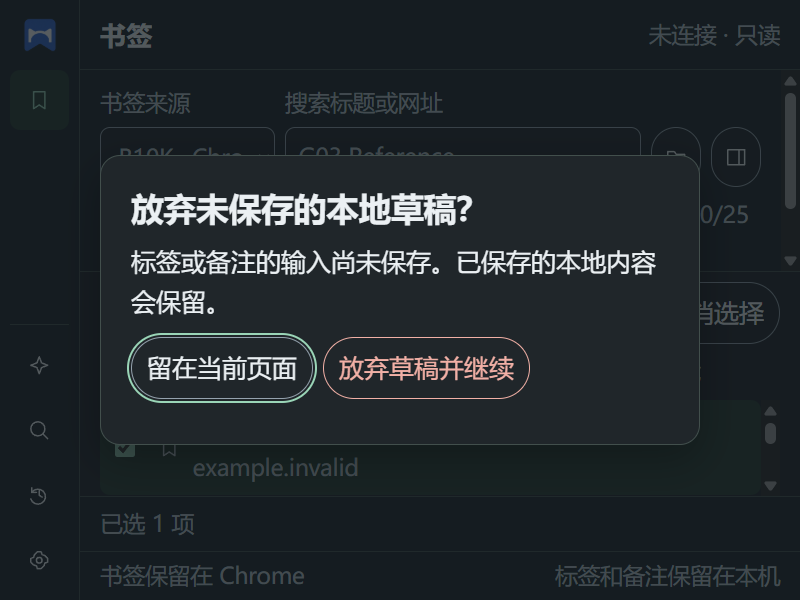 书签
未连接 · 只读
书签来源
搜索标题或网址
放弃未保存的本地草稿?
标签或备注的输入尚未保存。已保存的本地内容
会保留。
留在当前页面
放弃草稿并继续
0/25
选择
example.invalid
已选 1 项
书签保留在 Chrome
标签和备注保留在本机